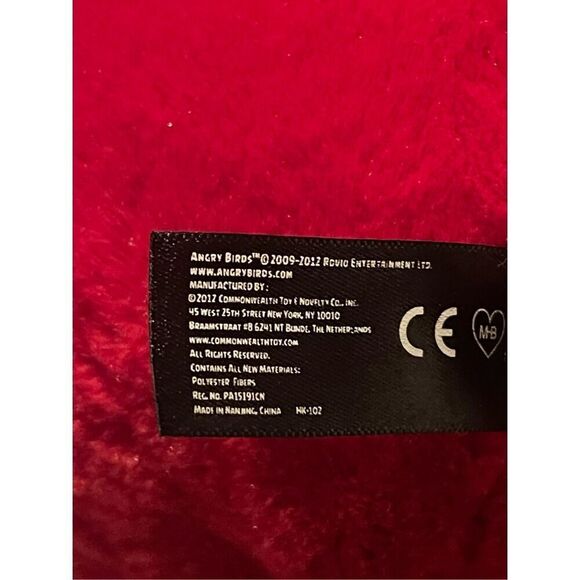 ANGRY BIRDS™ © 2009-2012 ROVIO ENTERTAINMENT LTD.
WWW.ANGRYBIRDS.COM
MANUFACTURED BY:
©2012 COMMONWEALTH TOY & NOVELTY CO., INC.
45 WEST 25TH STREET NEW YORK, NY 10010
BRAAMSTRAAT #8 6241 NT BUNDE, THE NETHERLANDS
WWW.COMMONWEALTHTOY.COM
ALL RIGHTS RESERVED.
CONTAINS ALL NEW MATERIALS:
POLYESTER FIBERS
REG. NO. PA15191CN
MADE IN NANJING, CHINA HK-102
CE
MHB